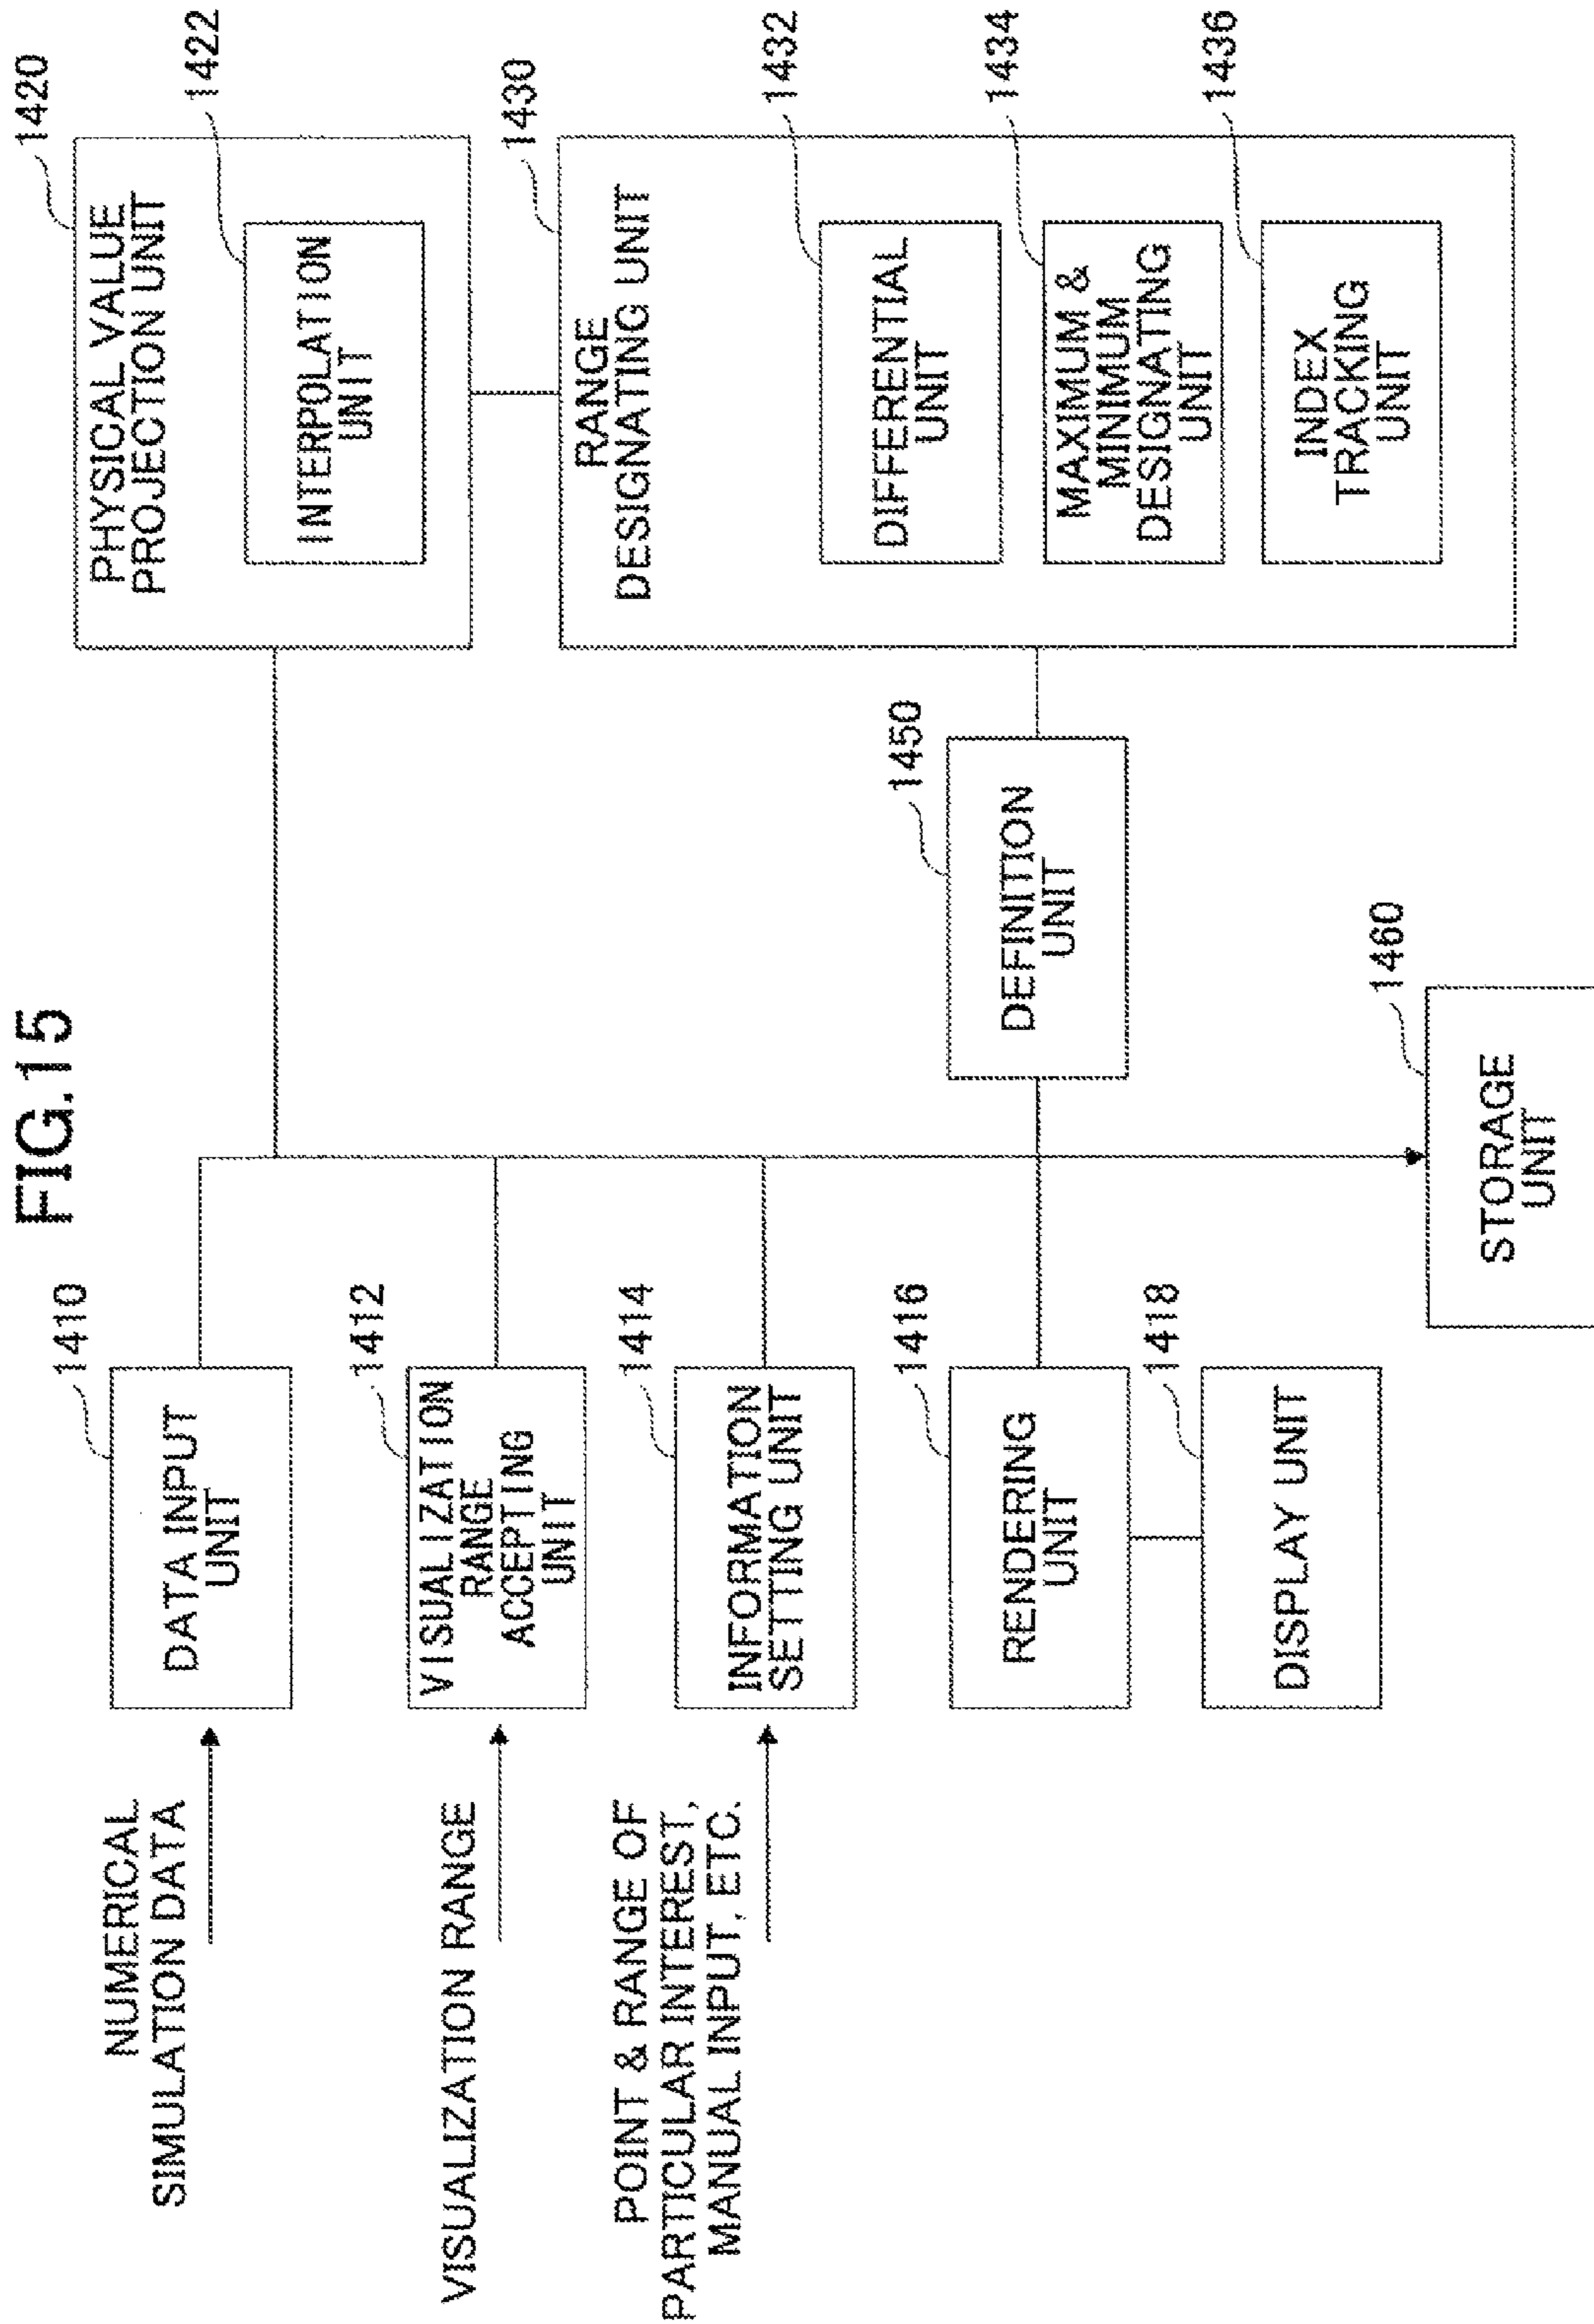 FIG.15
NUMERICAL
SIMULATION DATA
1410
DATA INPUT
UNIT
VISUALIZATION RANGE
1412
VISUALIZATION
RANGE
ACCEPTING
UNIT
POINT & RANGE OF
PARTICULAR INTEREST,
MANUAL INPUT, ETC.
1414
INFORMATION
SETTING UNIT
1416
RENDERING
UNIT
1418
DISPLAY UNIT
1460
STORAGE
UNIT
1450
DEFINITION
UNIT
1420
PHYSICAL VALUE
PROJECTION UNIT
1422
INTERPOLATION
UNIT
1430
RANGE
DESIGNATING UNIT
1432
DIFFERENTIAL
UNIT
1434
MAXIMUM &
MINIMUM
DESIGNATING
UNIT
1436
INDEX
TRACKING
UNIT